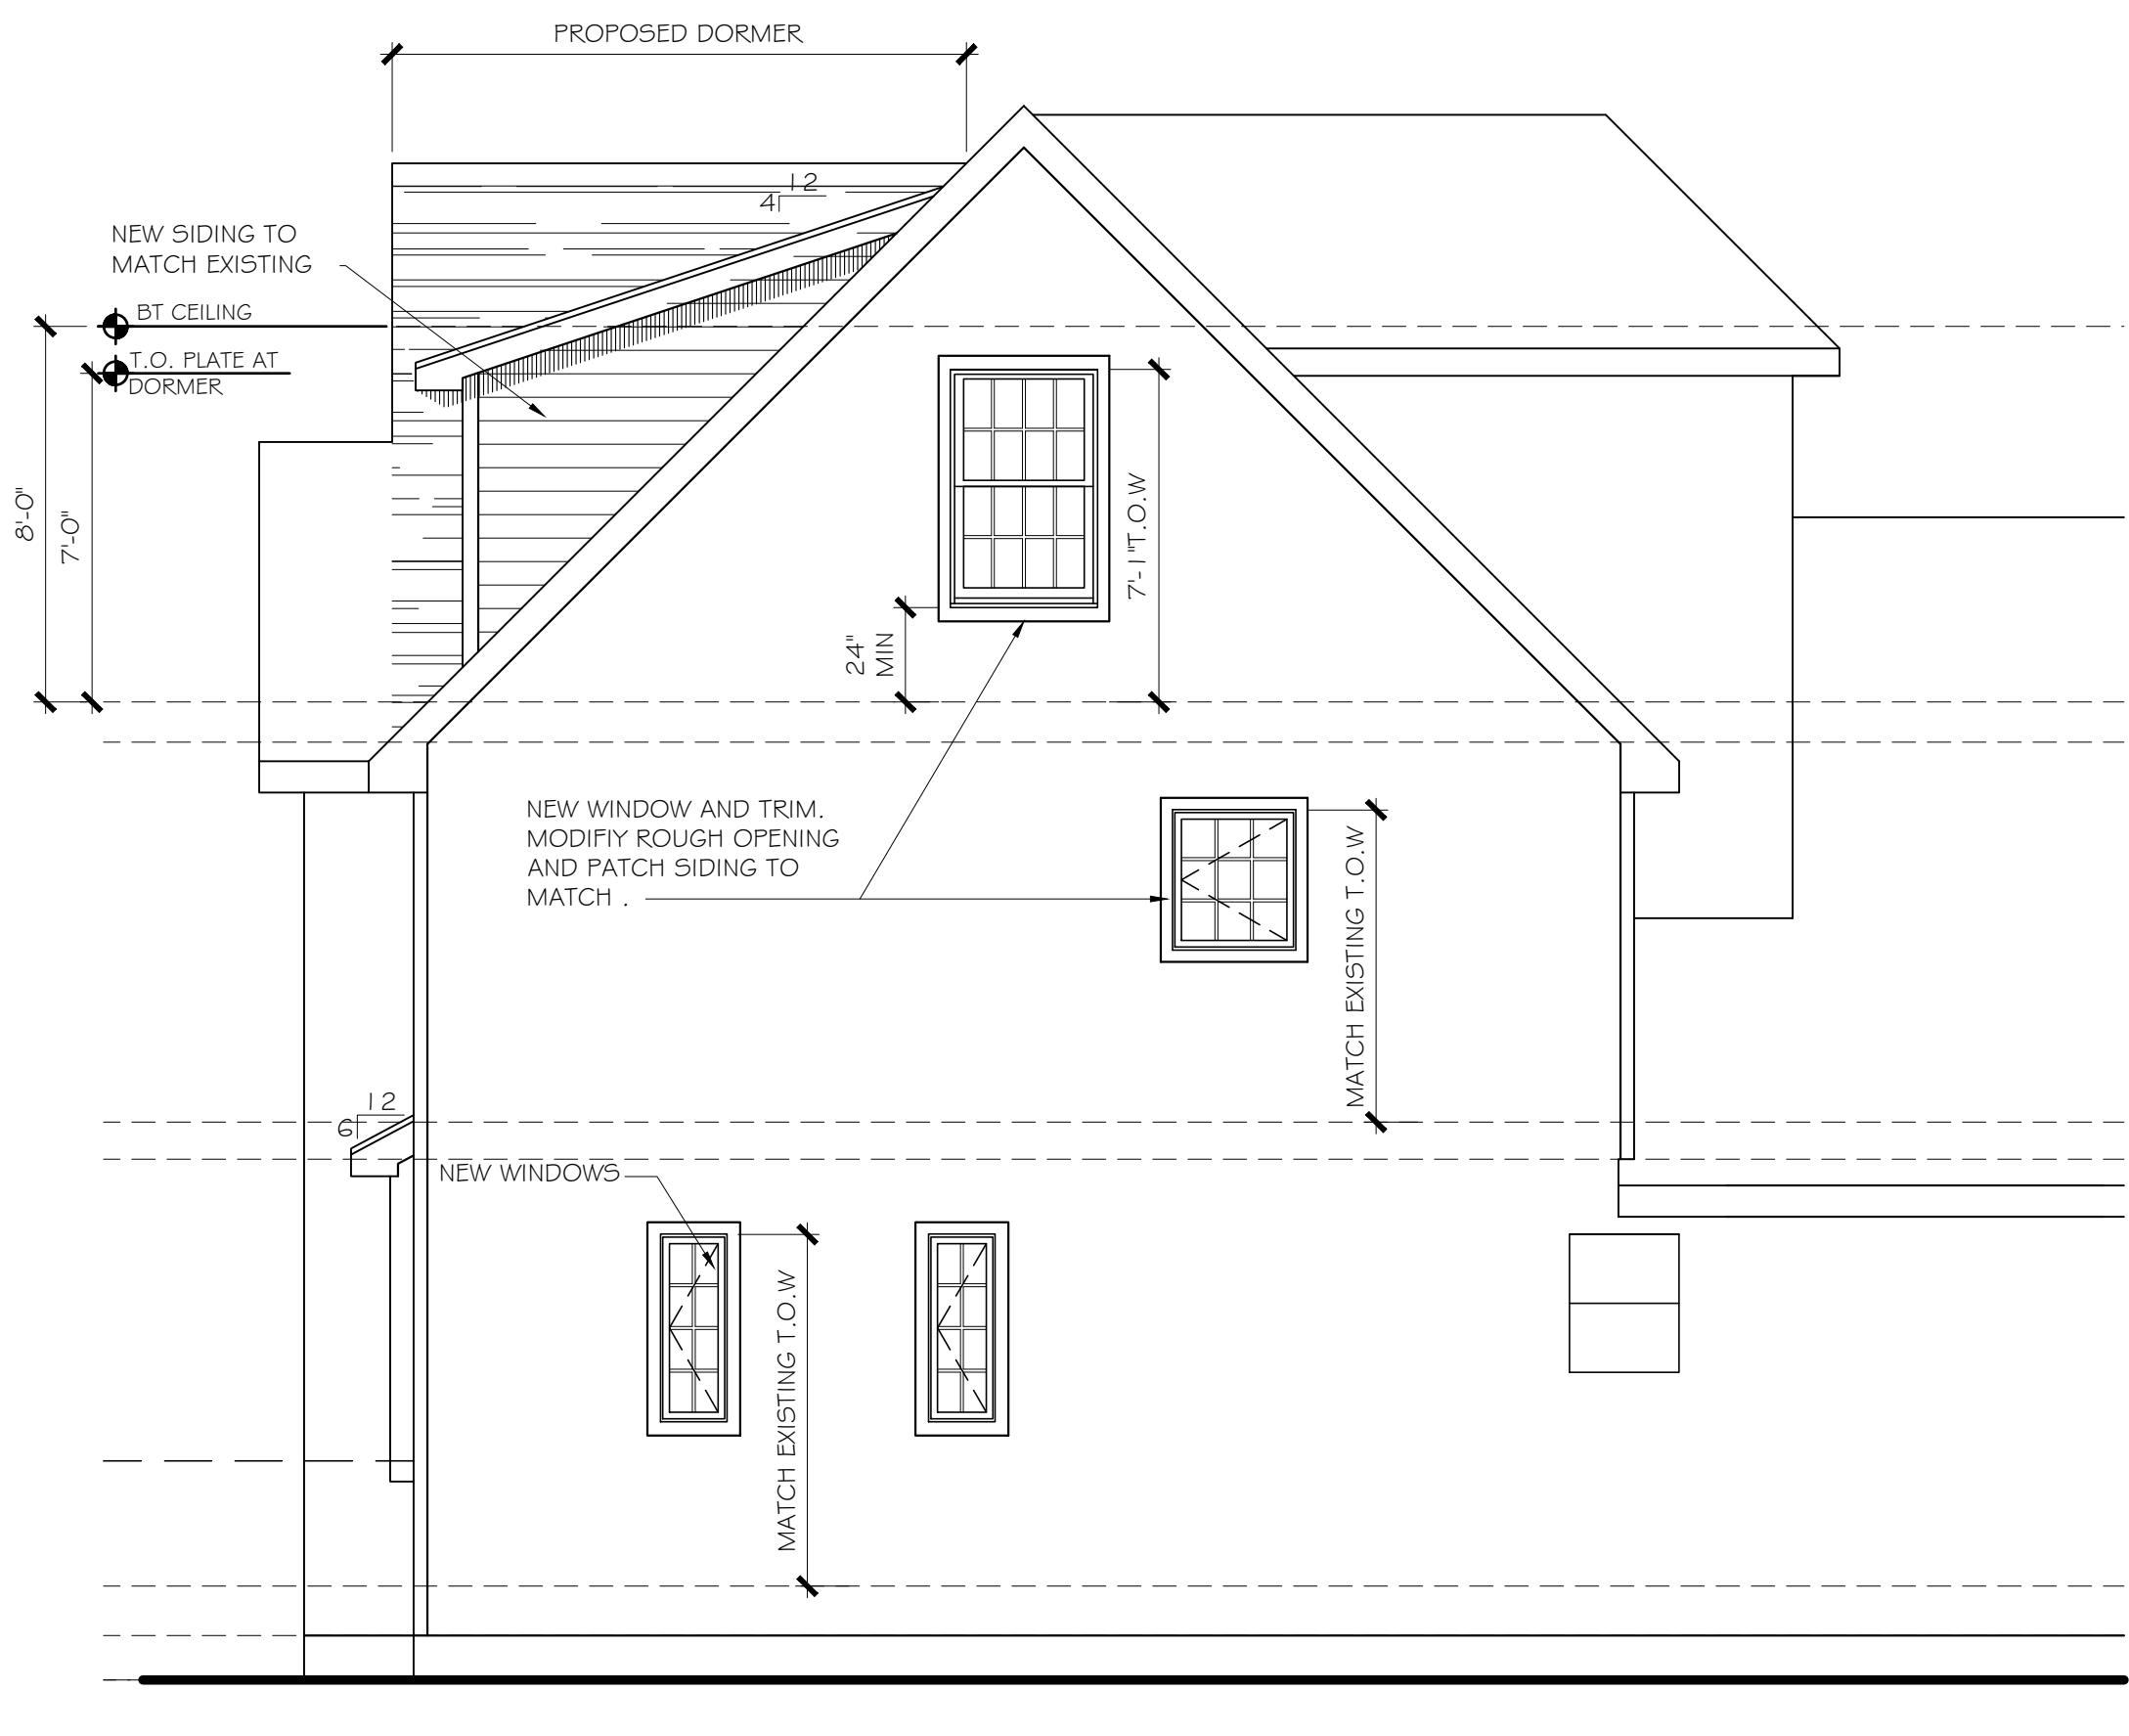 PROPOSED DORMER
12
4
NEW SIDING TO
MATCH EXISTING
BT CEILING
T.O. PLATE AT
DORMER
8'-0"
7'-0"
7'-1"T.O.W
24"
MIN
NEW WINDOW AND TRIM.
MODIFIY ROUGH OPENING
AND PATCH SIDING TO
MATCH .
MATCH EXISTING T.O.W
12
6
NEW WINDOWS
MATCH EXISTING T.O.W